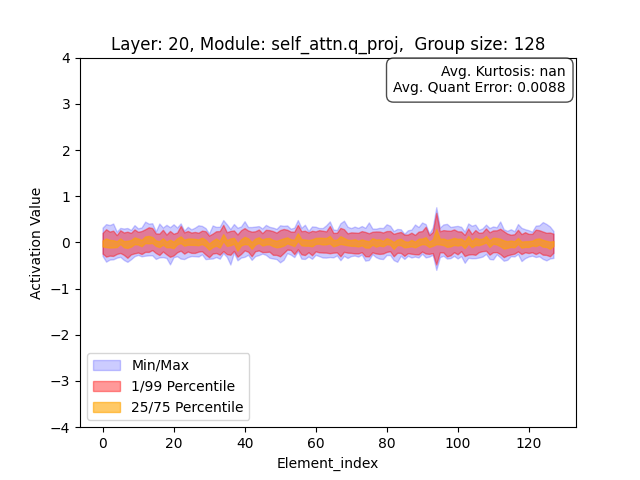 Layer: 20, Module: self_attn.q_proj,  Group size: 128
Avg. Kurtosis: nan
Avg. Quant Error: 0.0088
4
3
2
1
0
−1
−2
−3
−4
Activation Value
Min/Max
1/99 Percentile
25/75 Percentile
0 20 40 60 80 100 120
Element_index